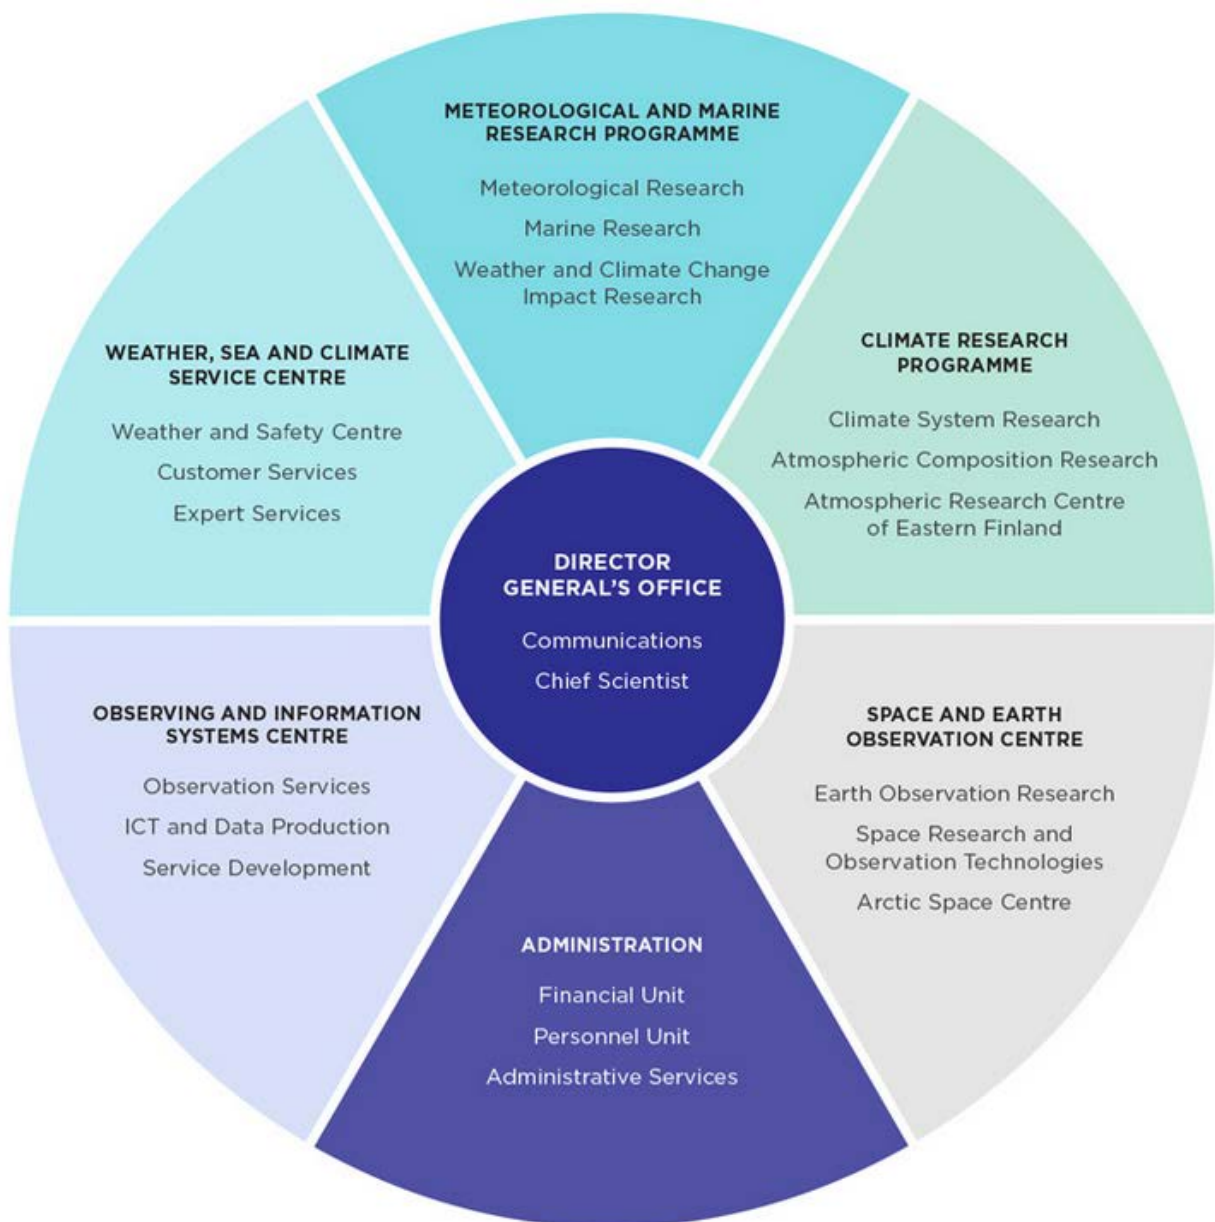 METEOROLOGICAL AND MARINE
RESEARCH PROGRAMME
Meteorological Research
Marine Research
Weather and Climate Change
Impact Research
CLIMATE RESEARCH
PROGRAMME
Climate System Research
Atmospheric Composition Research
Atmospheric Research Centre
of Eastern Finland
WEATHER, SEA AND CLIMATE
SERVICE CENTRE
Weather and Safety Centre
Customer Services
Expert Services
DIRECTOR
GENERAL'S OFFICE
Communications
Chief Scientist
OBSERVING AND INFORMATION
SYSTEMS CENTRE
Observation Services
ICT and Data Production
Service Development
SPACE AND EARTH
OBSERVATION CENTRE
Earth Observation Research
Space Research and
Observation Technologies
Arctic Space Centre
ADMINISTRATION
Financial Unit
Personnel Unit
Administrative Services